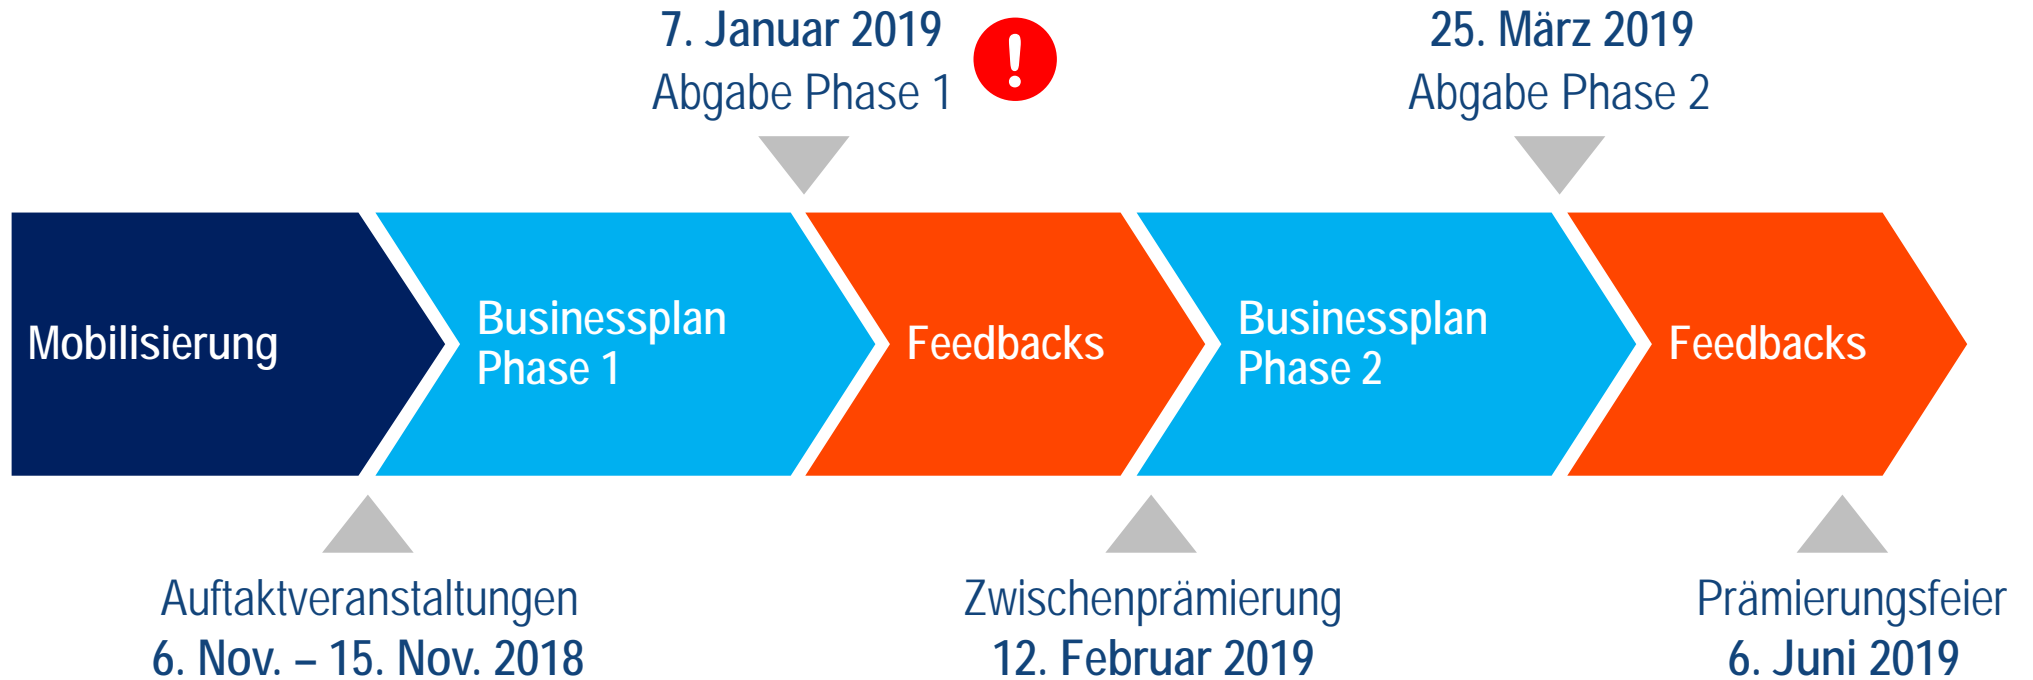 7. Januar 2019
Abgabe Phase 1
!
25. März 2019
Abgabe Phase 2
Mobilisierung
Businessplan
Phase 1
Feedbacks
Businessplan
Phase 2
Feedbacks
Auftaktveranstaltungen
6. Nov. – 15. Nov. 2018
Zwischenprämierung
12. Februar 2019
Prämierungsfeier
6. Juni 2019